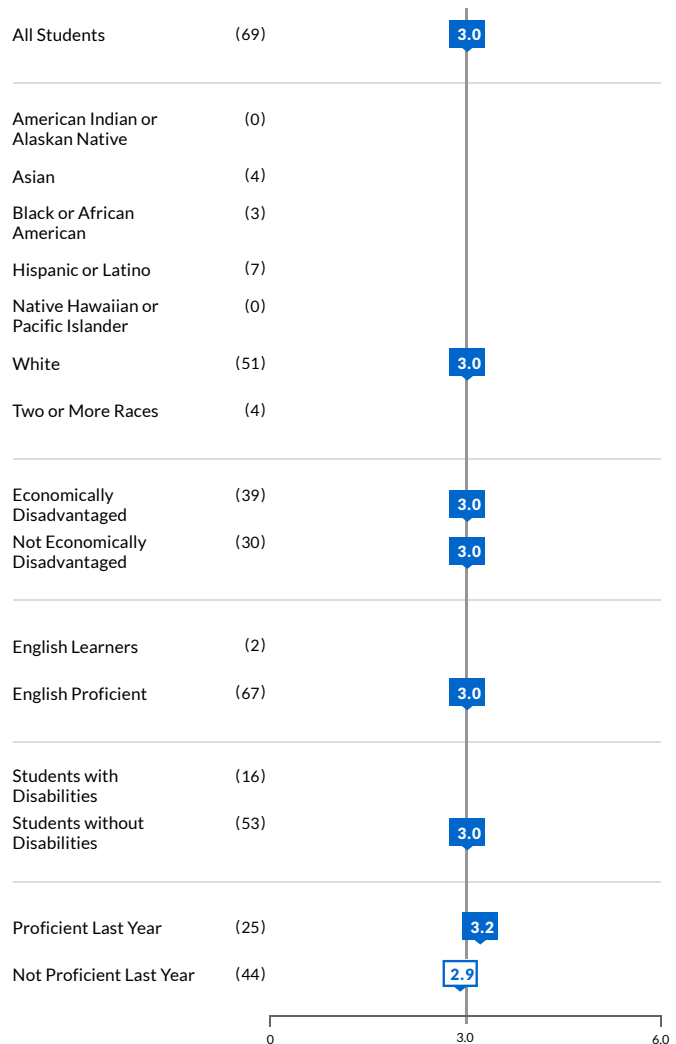 All Students (69) 3.0
American Indian or (0)
Alaskan Native
Asian (4)
Black or African (3)
American
Hispanic or Latino (7)
Native Hawaiian or (0)
Pacific Islander
White (51) 3.0
Two or More Races (4)
Economically (39) 3.0
Disadvantaged
Not Economically (30) 3.0
Disadvantaged
English Learners (2)
English Proficient (67) 3.0
Students with (16)
Disabilities
Students without (53) 3.0
Disabilities
Proficient Last Year (25) 3.2
Not Proficient Last Year (44) 2.9
0 3.0 6.0